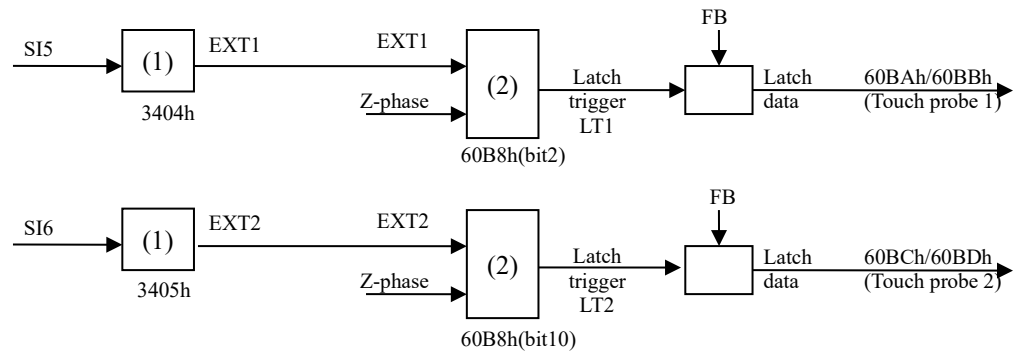 FB
SI5
(1)
EXT1
EXT1
(2)
Latch
trigger
LT1
Latch
data
60BAh/60BBh
(Touch probe 1)
Z-phase
3404h
60B8h(bit2)
FB
SI6
(1)
EXT2
EXT2
(2)
Latch
trigger
LT2
Latch
data
60BCh/60BDh
(Touch probe 2)
Z-phase
3405h
60B8h(bit10)